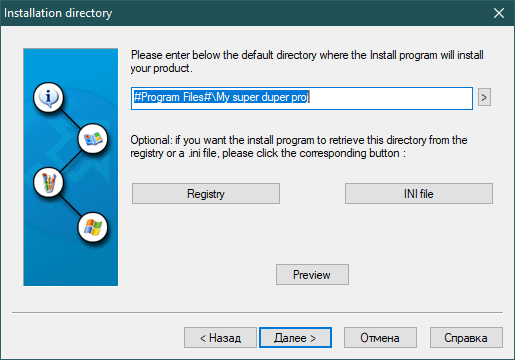 Installation directory
Please enter below the default directory where the Install program will install
your product.
#Program Files#\My super duper proj
>
Optional: if you want the install program to retrieve this directory from the
registry or a .ini file, please click the corresponding button :
Registry
INI file
Preview
< Назад
Далее >
Отмена
Справка